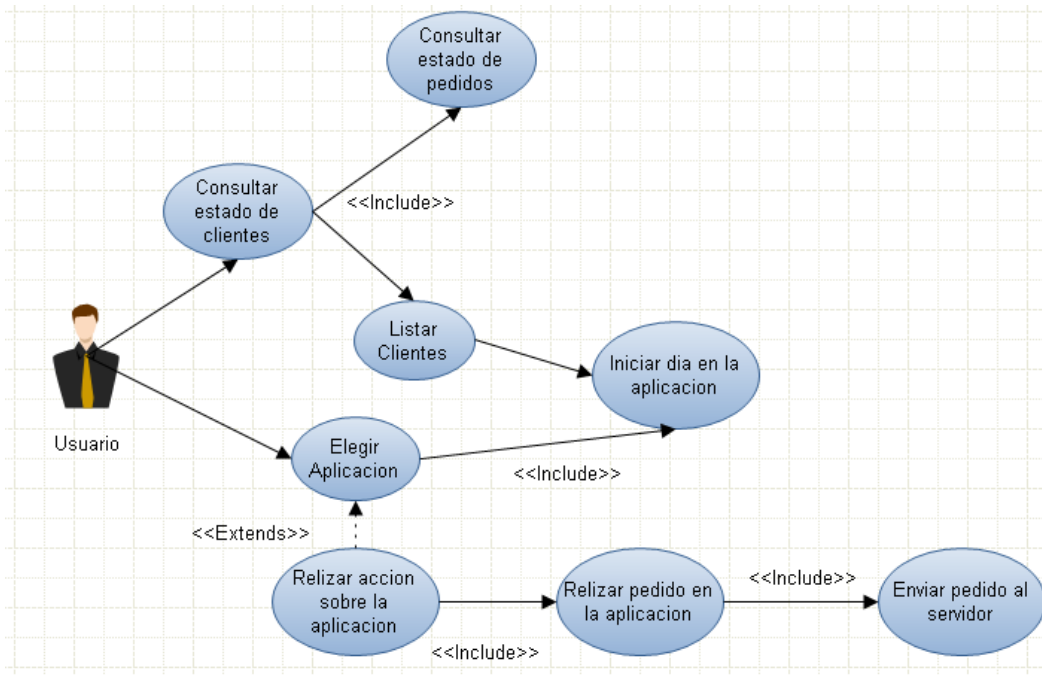 Consultar
estado de
pedidos
Consultar
estado de
clientes
<<Include>>
Listar
Clientes
Iniciar dia en la
aplicacion
Usuario
Elegir
Aplicacion
<<Include>>
<<Extends>>
Relizar accion
sobre la
aplicacion
<<Include>>
Relizar pedido en
la aplicacion
<<Include>>
Enviar pedido al
servidor